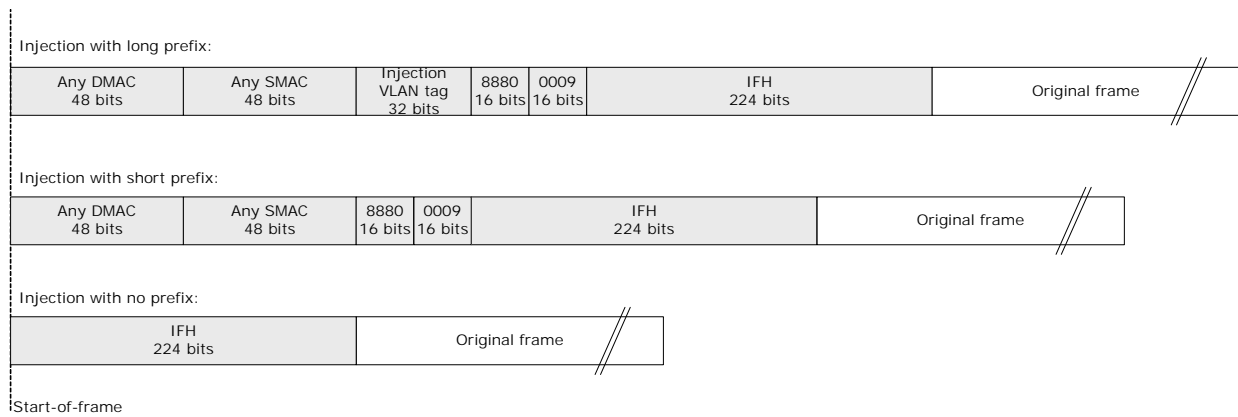 Injection with long prefix:
Any DMAC
48 bits
Any SMAC
48 bits
Injection
VLAN tag
32 bits
8880
16 bits
0009
16 bits
IFH
224 bits
Original frame
Injection with short prefix:
Any DMAC
48 bits
Any SMAC
48 bits
8880
16 bits
0009
16 bits
IFH
224 bits
Original frame
Injection with no prefix:
IFH
224 bits
Original frame
Start-of-frame